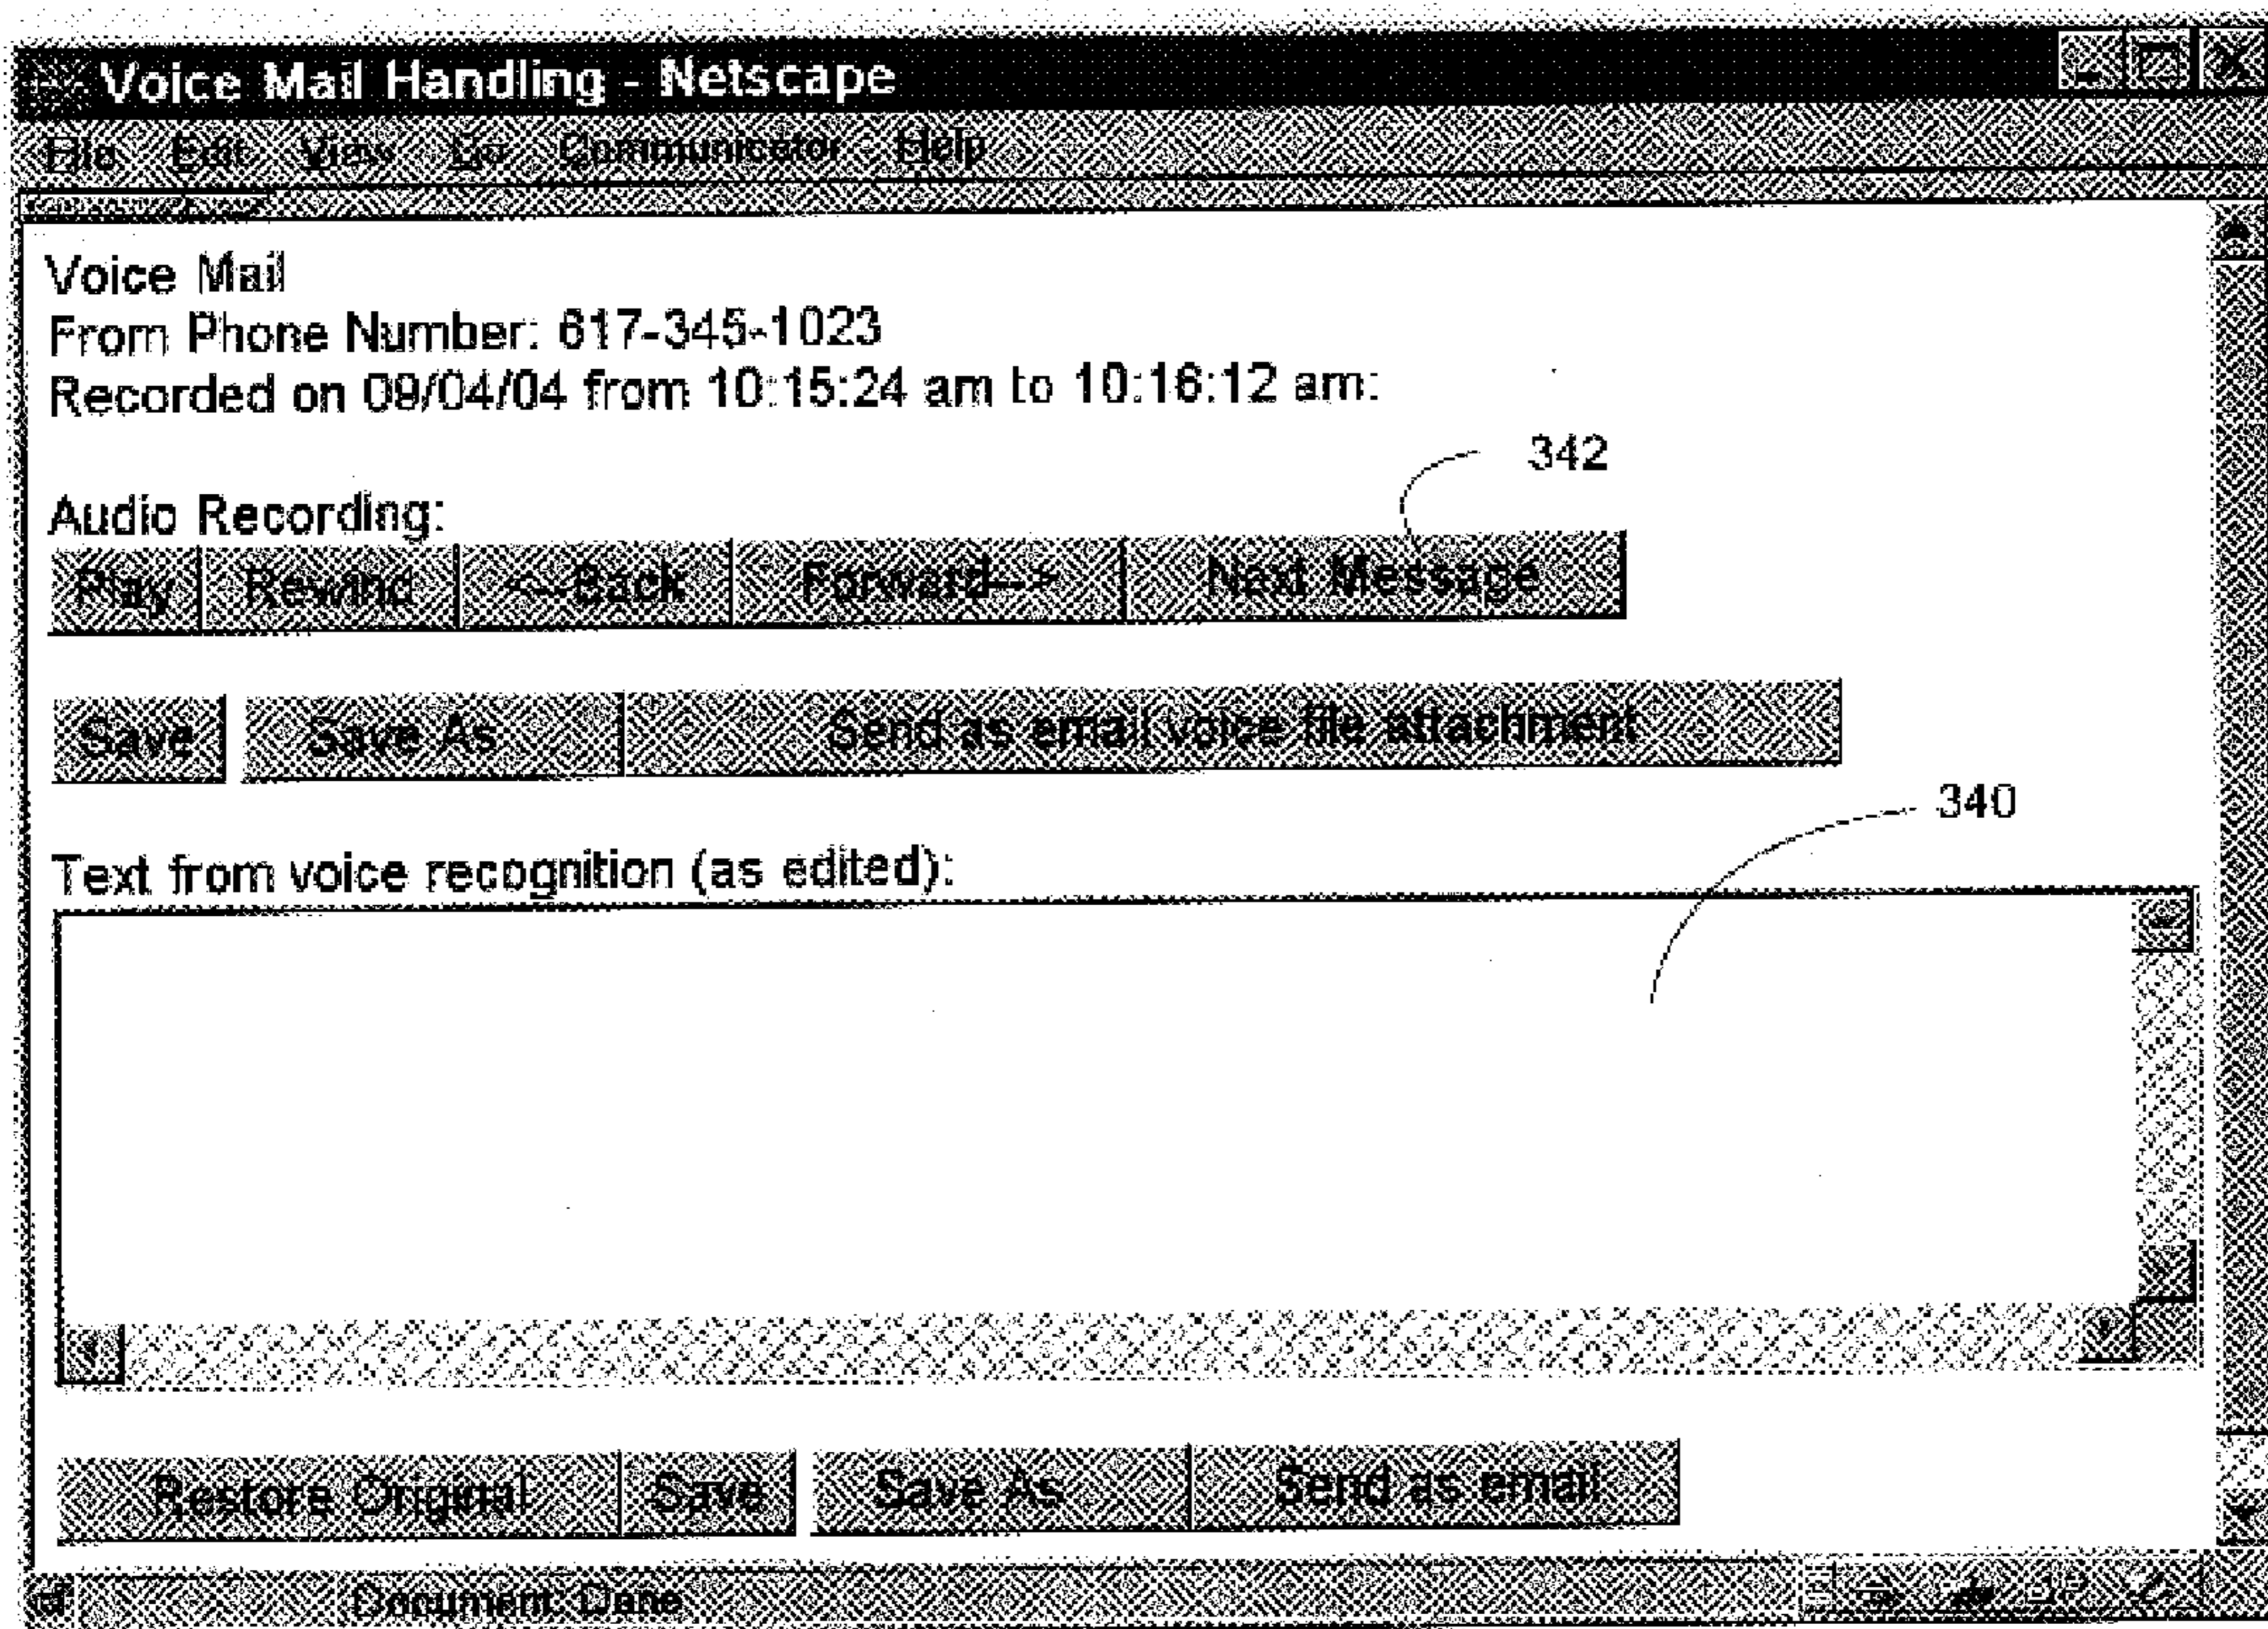 Voice Mail Handling - Netscape
File Edit View Go Communicator Help
Voice Mail
From Phone Number: 617-345-1023
Recorded on 09/04/04 from 10:15:24 am to 10:16:12 am:
342
Audio Recording:
Play Rewind <--Back Forward--> Next Message
Save Save As Send as email voice file attachment
340
Text from voice recognition (as edited):
Restore Original Save Save As Send as email
Document: Done